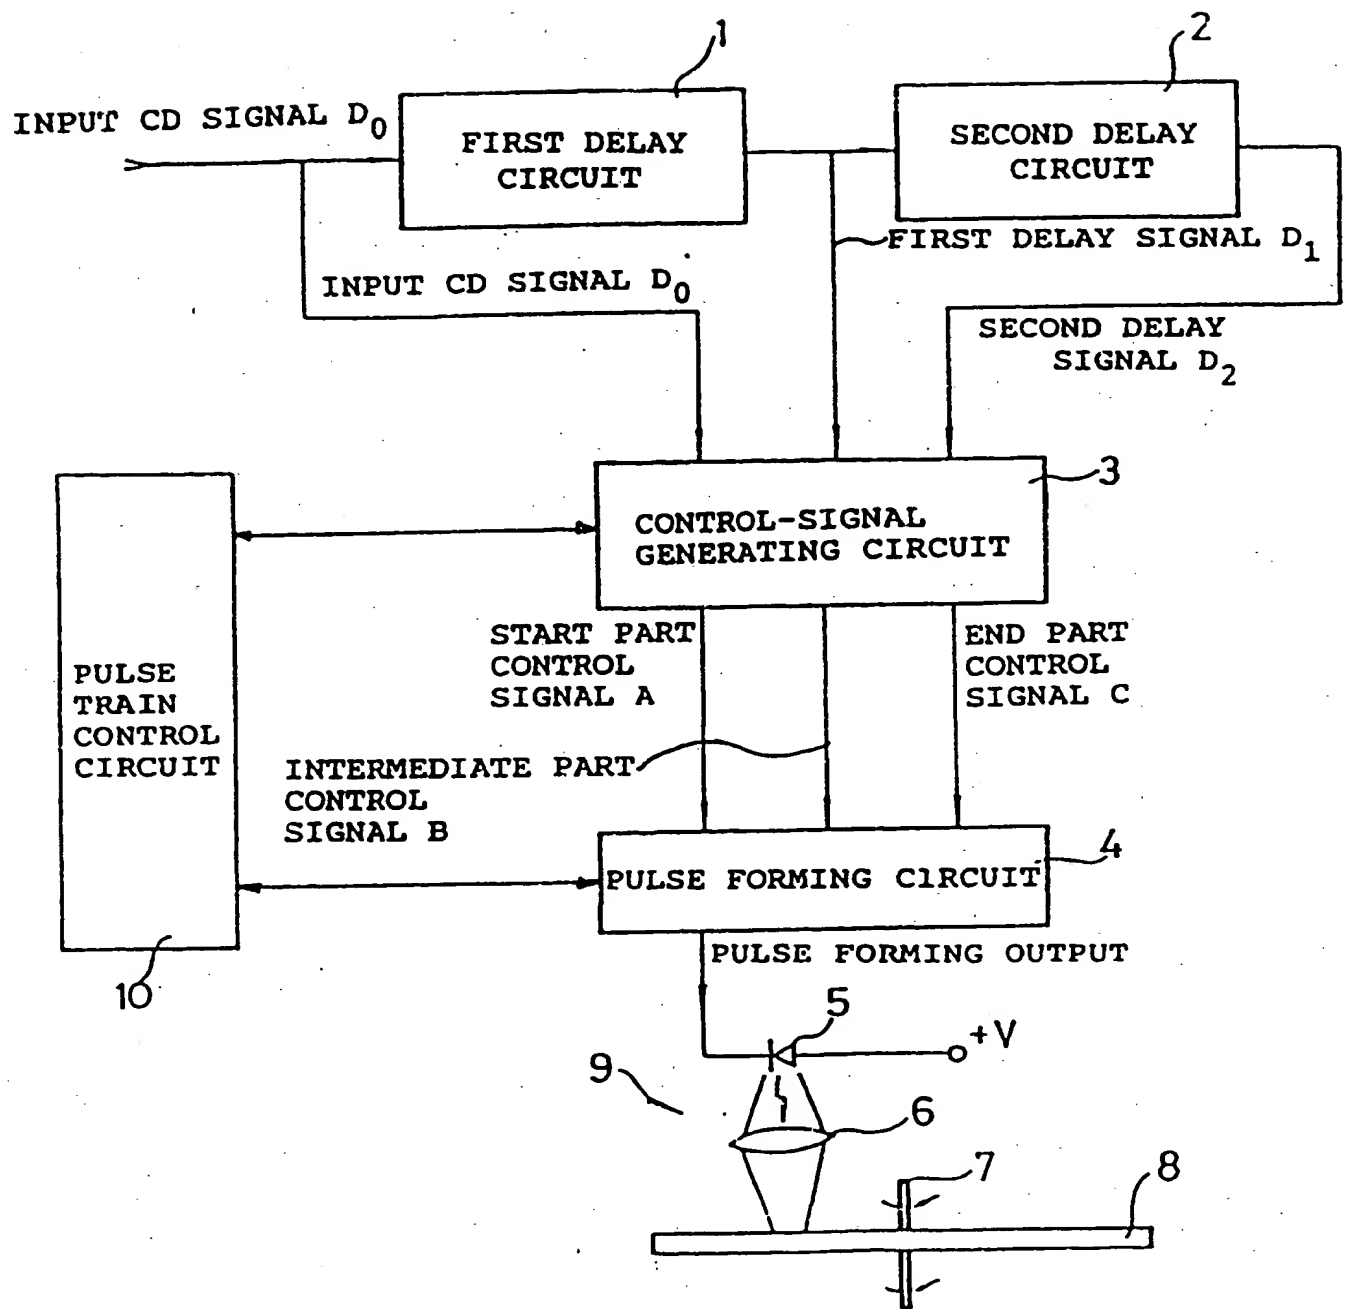 1
2
INPUT CD SIGNAL D0
FIRST DELAY
CIRCUIT
SECOND DELAY
CIRCUIT
FIRST DELAY SIGNAL D1
INPUT CD SIGNAL D0
SECOND DELAY
SIGNAL D2
3
CONTROL-SIGNAL
GENERATING CIRCUIT
START PART
CONTROL
SIGNAL A
END PART
CONTROL
SIGNAL C
PULSE
TRAIN
CONTROL
CIRCUIT
INTERMEDIATE PART
CONTROL
SIGNAL B
4
PULSE FORMING C1RCUIT
PULSE FORMING OUTPUT
10
5
+V
9
6
7
8